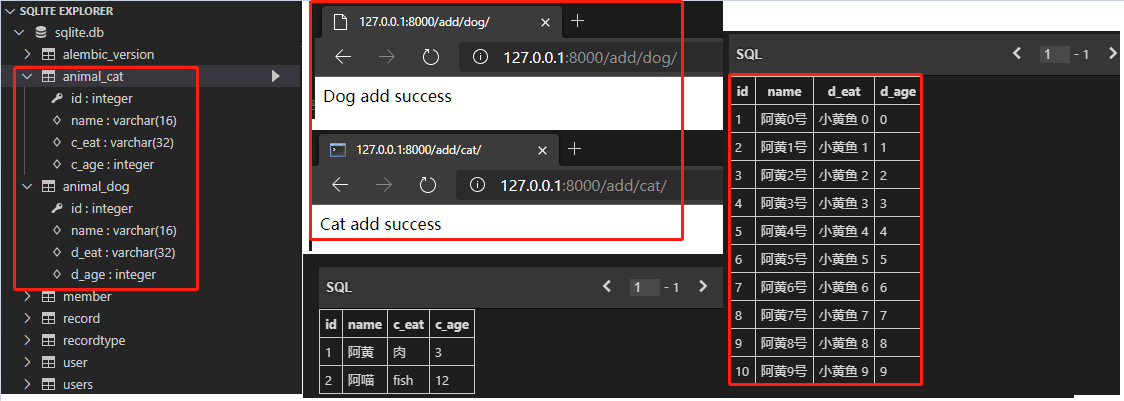 SQLITE EXPLORER
sqlite.db
alembic_version
animal_cat
id : integer
name : varchar(16)
c_eat : varchar(32)
c_age : integer
animal_dog
id : integer
name : varchar(16)
d_eat : varchar(32)
d_age : integer
member
record
recordtype
user
users
127.0.0.1:8000/add/dog/
127.0.0.1:8000/add/dog/
Dog add success
127.0.0.1:8000/add/cat/
127.0.0.1:8000/add/cat/
Cat add success
SQL 1 - 1
id name c_eat c_age
1 阿黄 肉 3
2 阿喵 fish 12
SQL 1 - 1
id name d_eat d_age
1 阿黄0号 小黄鱼 0 0
2 阿黄1号 小黄鱼 1 1
3 阿黄2号 小黄鱼 2 2
4 阿黄3号 小黄鱼 3 3
5 阿黄4号 小黄鱼 4 4
6 阿黄5号 小黄鱼 5 5
7 阿黄6号 小黄鱼 6 6
8 阿黄7号 小黄鱼 7 7
9 阿黄8号 小黄鱼 8 8
10 阿黄9号 小黄鱼 9 9